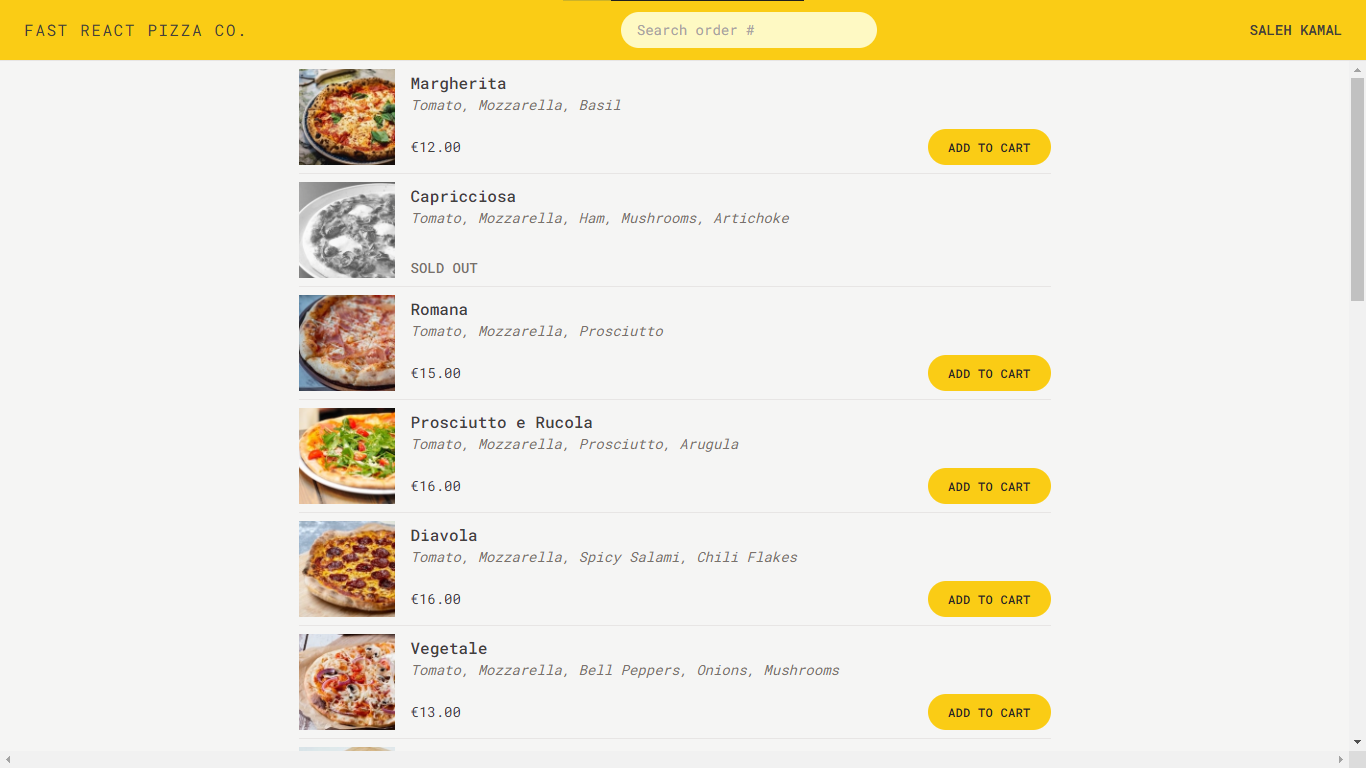 FAST REACT PIZZA CO.
Search order #
SALEH KAMAL
Margherita
Tomato, Mozzarella, Basil
€12.00
ADD TO CART
Capricciosa
Tomato, Mozzarella, Ham, Mushrooms, Artichoke
SOLD OUT
Romana
Tomato, Mozzarella, Prosciutto
€15.00
ADD TO CART
Prosciutto e Rucola
Tomato, Mozzarella, Prosciutto, Arugula
€16.00
ADD TO CART
Diavola
Tomato, Mozzarella, Spicy Salami, Chili Flakes
€16.00
ADD TO CART
Vegetale
Tomato, Mozzarella, Bell Peppers, Onions, Mushrooms
€13.00
ADD TO CART